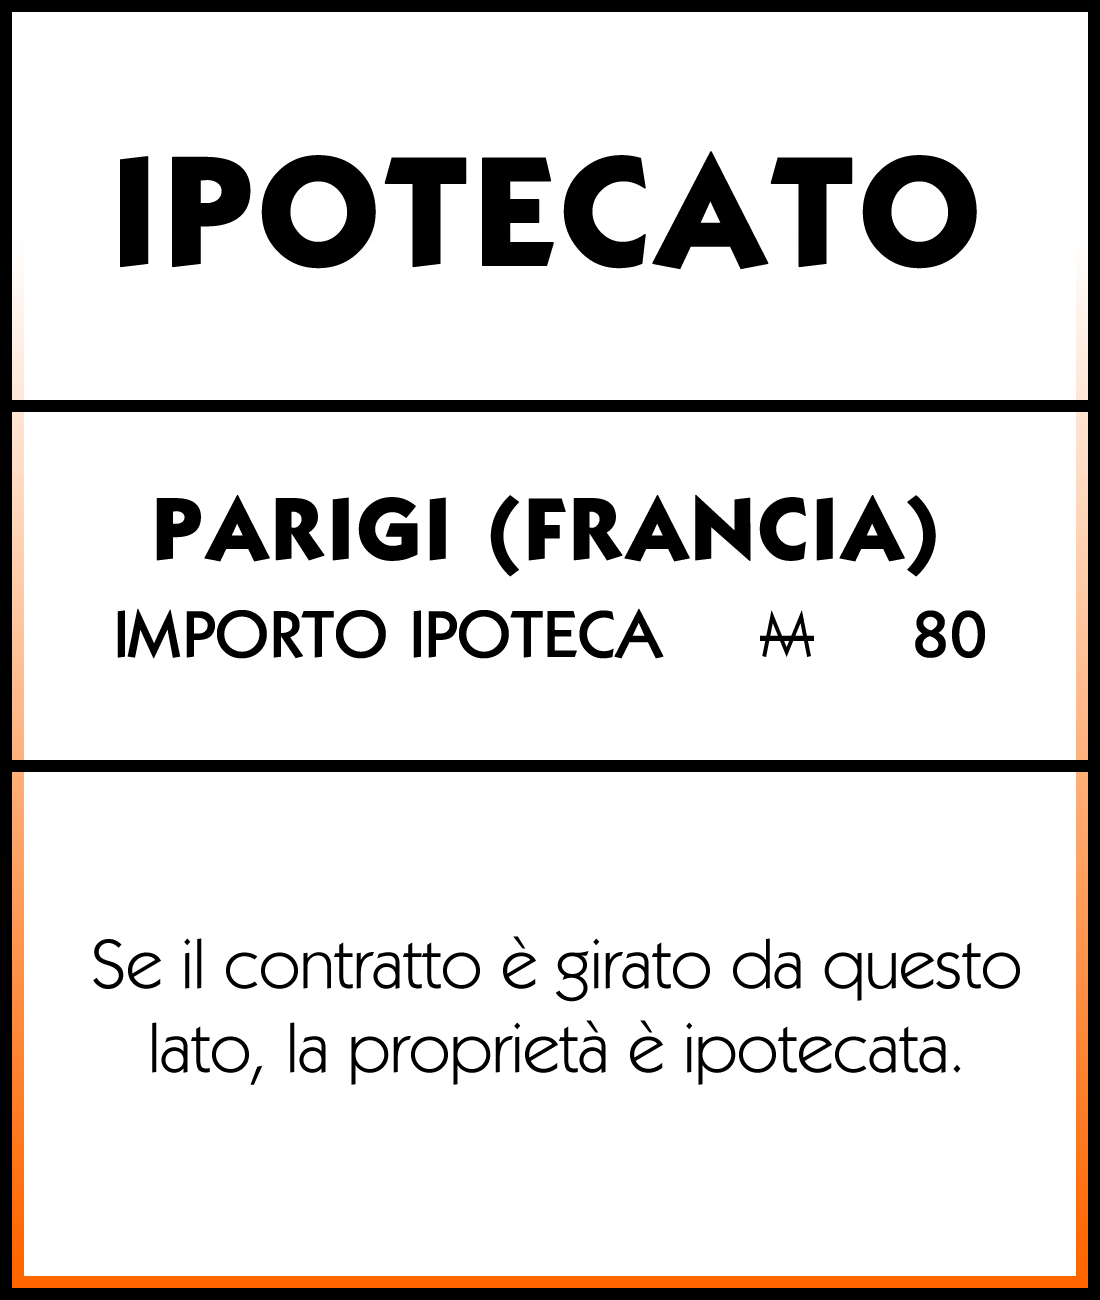 IPOTECATO
PARIGI (FRANCIA)
IMPORTO IPOTECA M 80
Se il contratto è girato da questo
lato, la proprietà è ipotecata.